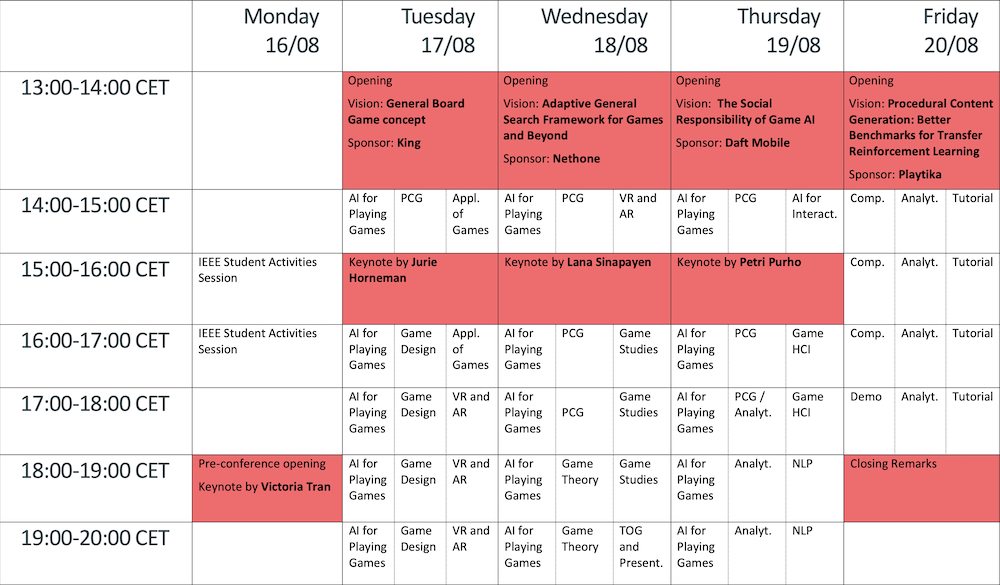 Monday
16/08
Tuesday
17/08
Wednesday
18/08
Thursday
19/08
Friday
20/08
13:00-14:00 CET
Opening
Vision: General Board
Game concept
Sponsor: King
Opening
Vision: Adaptive General
Search Framework for Games
and Beyond
Sponsor: Nethone
Opening
Vision: The Social
Responsibility of Game AI
Sponsor: Daft Mobile
Opening
Vision: Procedural Content
Generation: Better
Benchmarks for Transfer
Reinforcement Learning
Sponsor: Playtika
14:00-15:00 CET
AI for
Playing
Games
PCG
Appl.
of
Games
AI for
Playing
Games
PCG
VR and
AR
AI for
Playing
Games
PCG
AI for
Interact.
Comp.
Analyt.
Tutorial
15:00-16:00 CET
IEEE Student Activities
Session
Keynote by Jurie
Horneman
Keynote by Lana Sinapayen
Keynote by Petri Purho
Comp.
Analyt.
Tutorial
16:00-17:00 CET
IEEE Student Activities
Session
AI for
Playing
Games
Game
Design
Appl.
of
Games
AI for
Playing
Games
PCG
Game
Studies
AI for
Playing
Games
PCG
Game
HCI
Comp.
Analyt.
Tutorial
17:00-18:00 CET
AI for
Playing
Games
Game
Design
VR and
AR
AI for
Playing
Games
PCG
Game
Studies
AI for
Playing
Games
PCG /
Analyt.
Game
HCI
Demo
Analyt.
Tutorial
18:00-19:00 CET
Pre-conference opening
Keynote by Victoria Tran
AI for
Playing
Games
Game
Design
VR and
AR
AI for
Playing
Games
Game
Theory
Game
Studies
AI for
Playing
Games
Analyt.
NLP
Closing Remarks
19:00-20:00 CET
AI for
Playing
Games
Game
Design
VR and
AR
AI for
Playing
Games
Game
Theory
TOG
and
Present.
AI for
Playing
Games
Analyt.
NLP